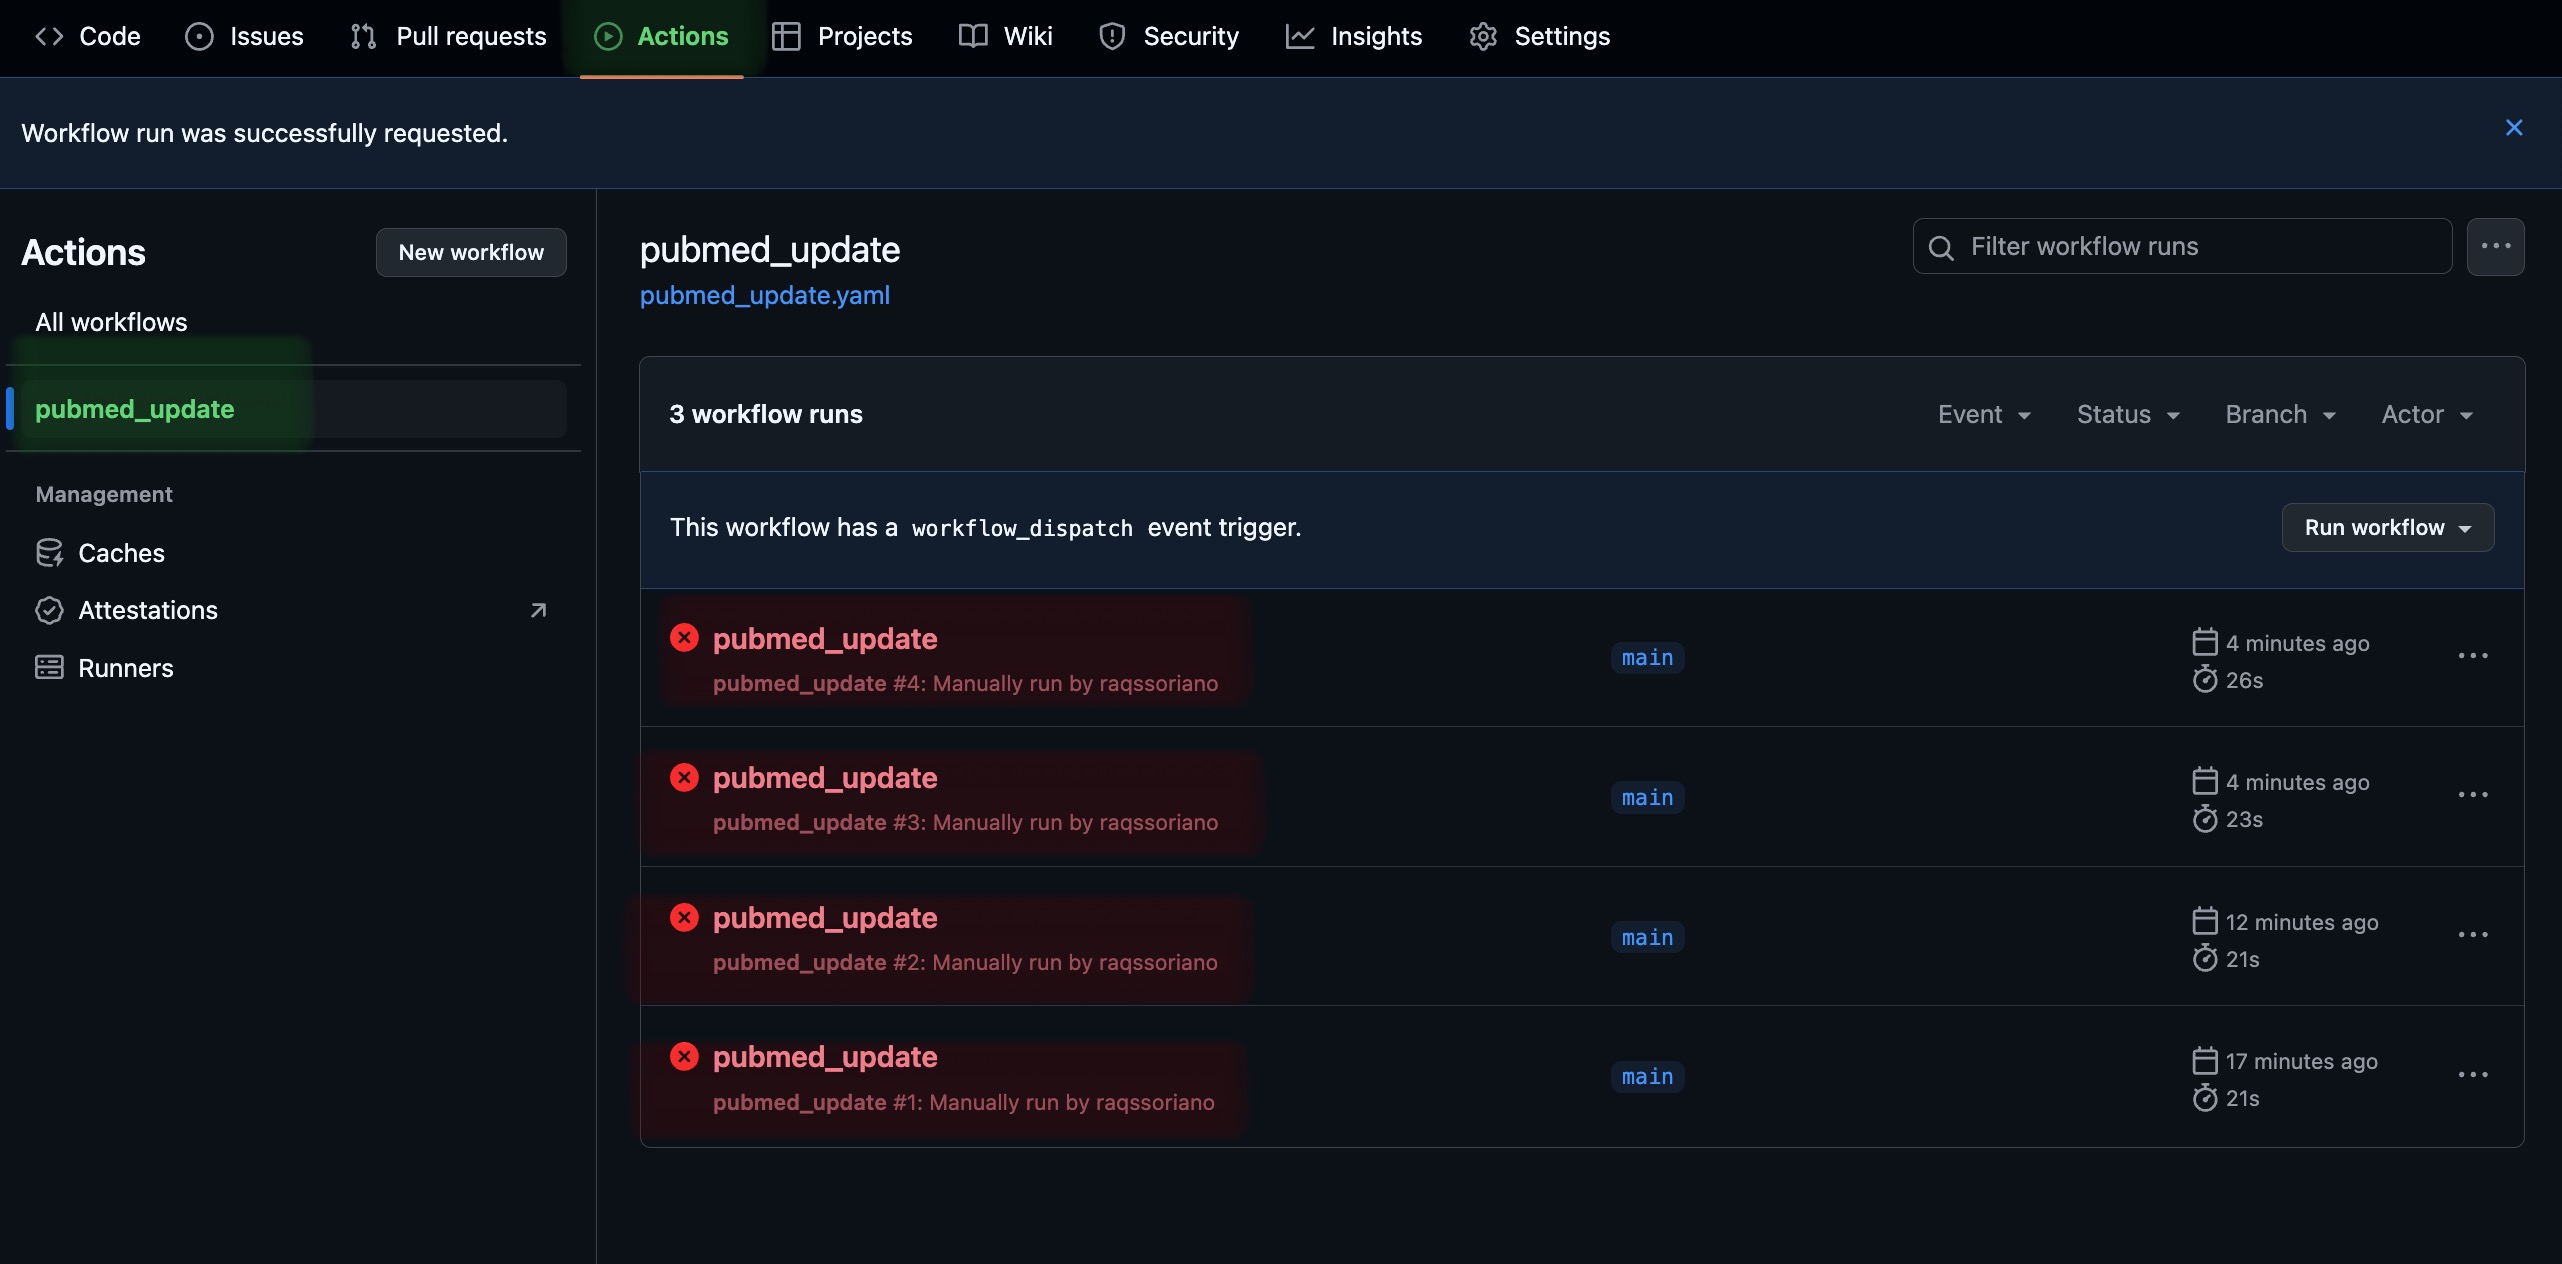 Code Issues Pull requests Actions Projects Wiki Security Insights Settings
Workflow run was successfully requested.
Actions
New workflow
All workflows
pubmed_update
Management
Caches
Attestations
Runners
pubmed_update
pubmed_update.yaml
Filter workflow runs
3 workflow runs
Event Status Branch Actor
This workflow has a workflow_dispatch event trigger.
Run workflow
pubmed_update
pubmed_update #4: Manually run by raqssoriano
main
4 minutes ago
26s
pubmed_update
pubmed_update #3: Manually run by raqssoriano
main
4 minutes ago
23s
pubmed_update
pubmed_update #2: Manually run by raqssoriano
main
12 minutes ago
21s
pubmed_update
pubmed_update #1: Manually run by raqssoriano
main
17 minutes ago
21s